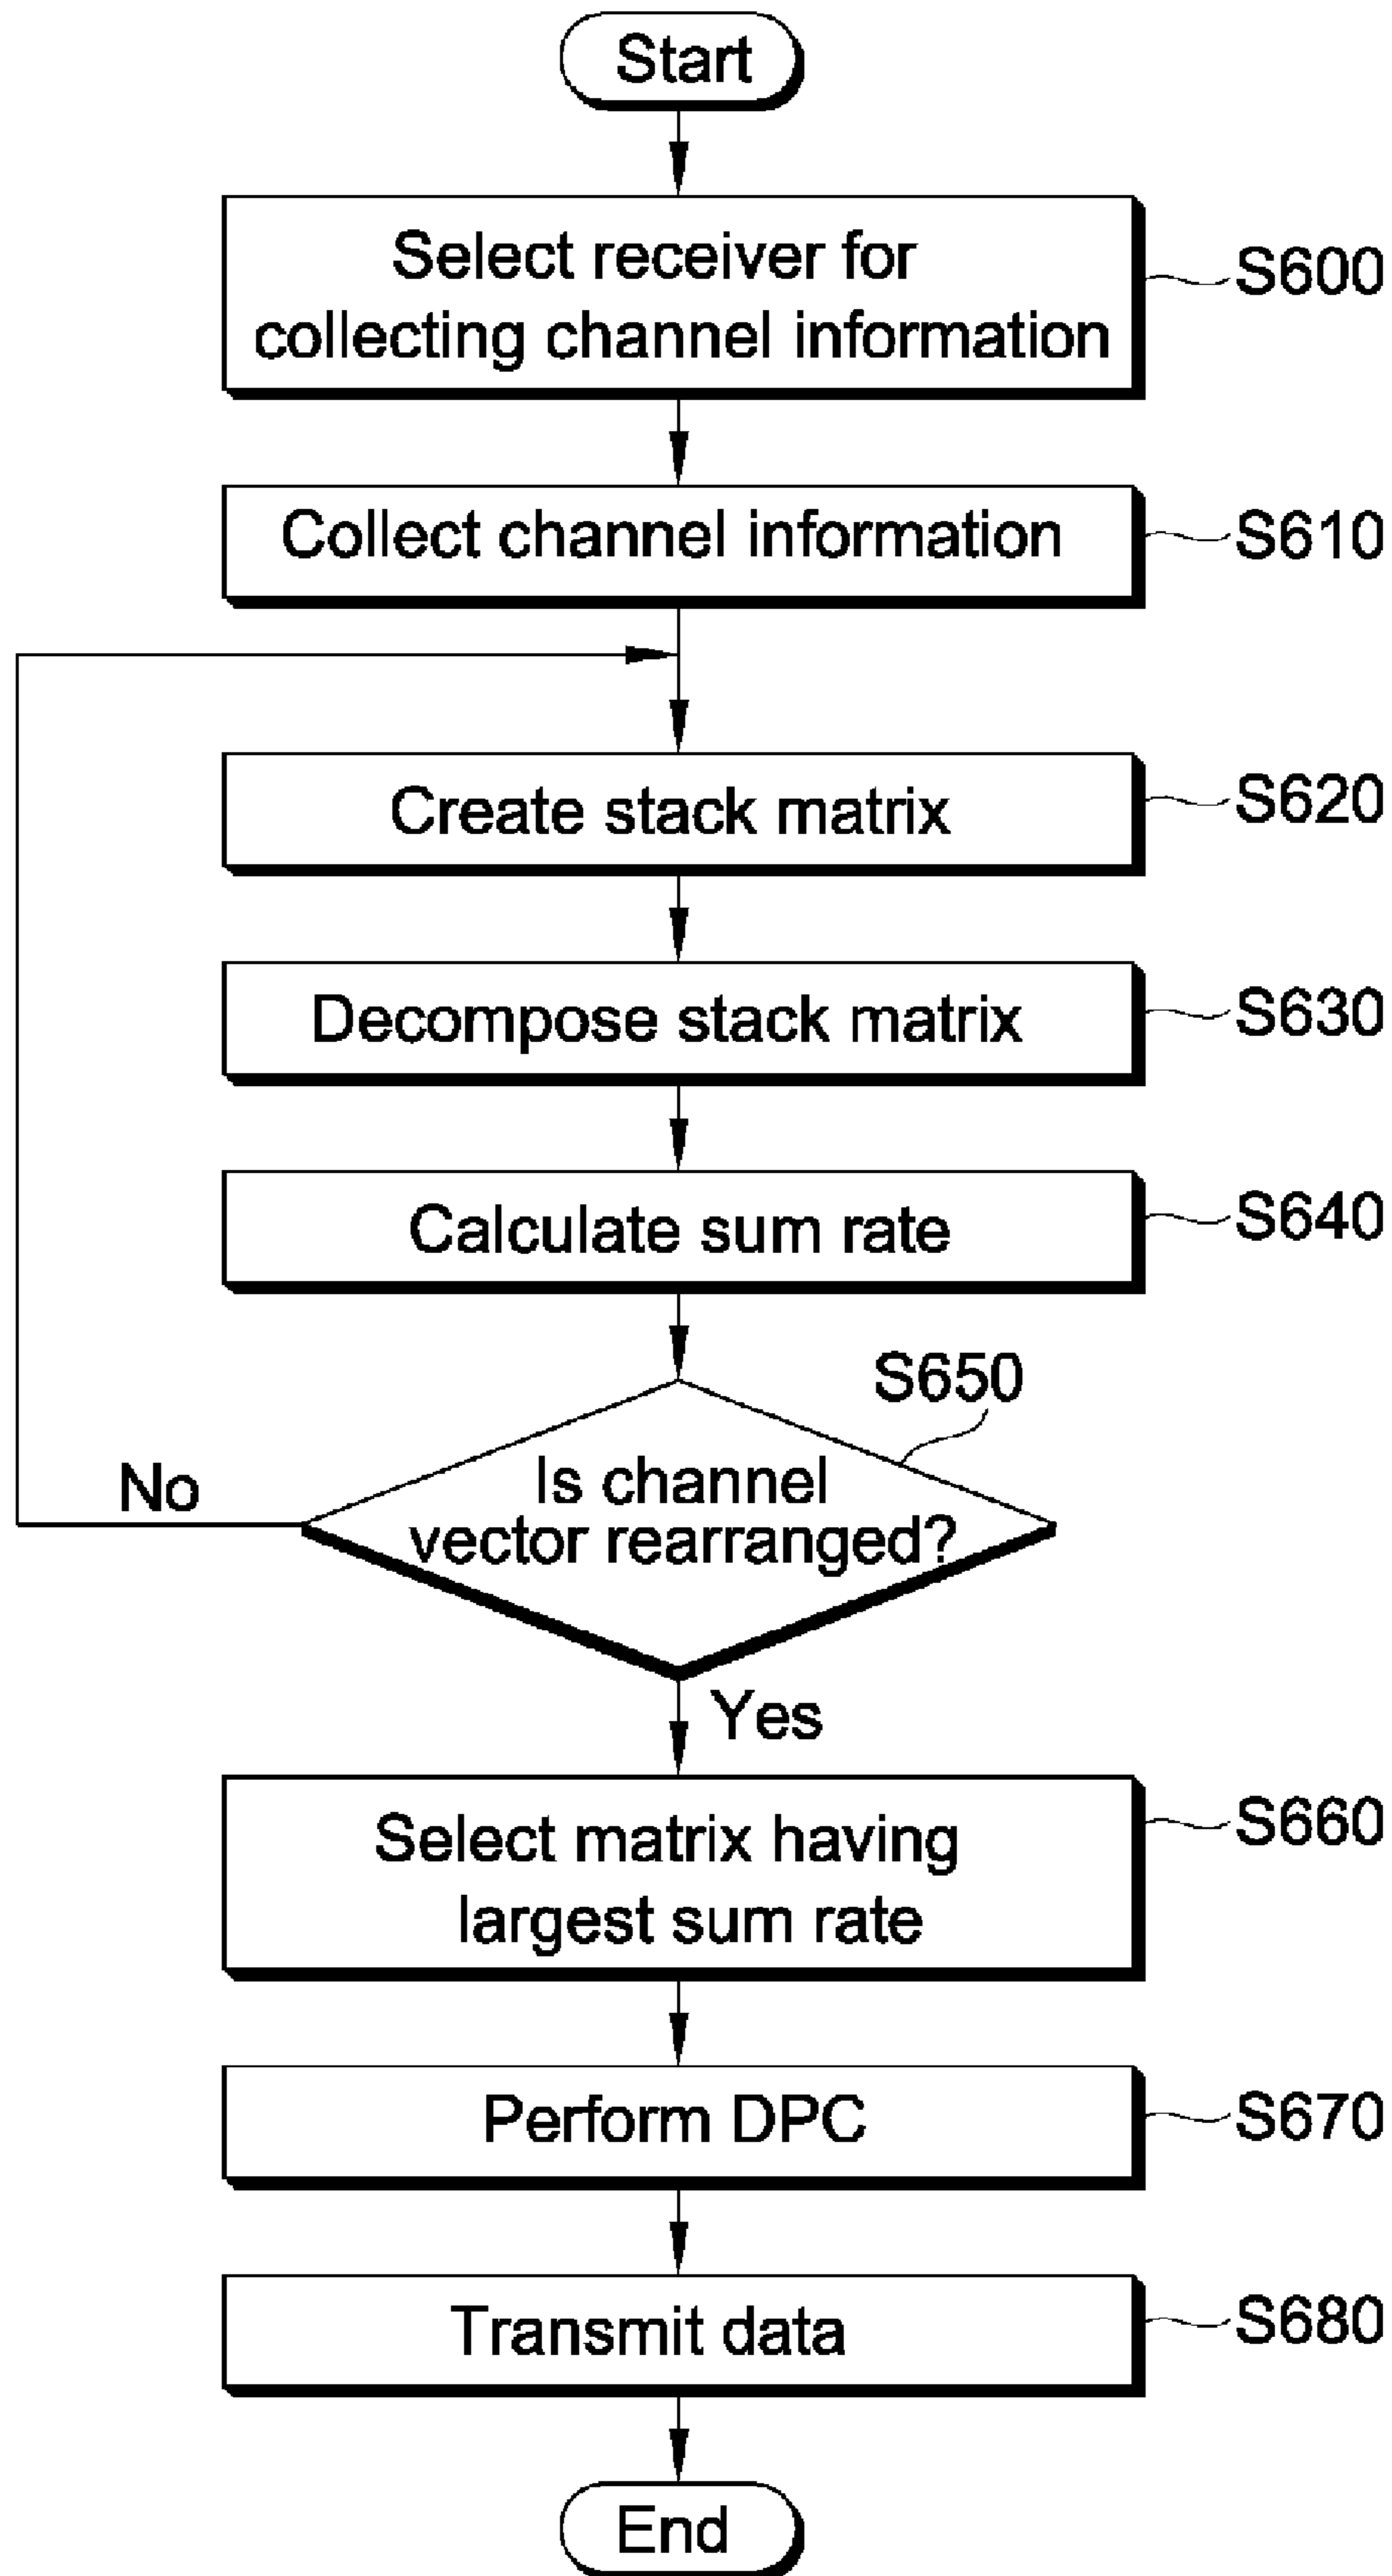 Start
Select receiver for
collecting channel information
S600
Collect channel information
S610
Create stack matrix
S620
Decompose stack matrix
S630
Calculate sum rate
S640
S650
Is channel
vector rearranged?
No
Yes
Select matrix having
largest sum rate
S660
Perform DPC
S670
Transmit data
S680
End